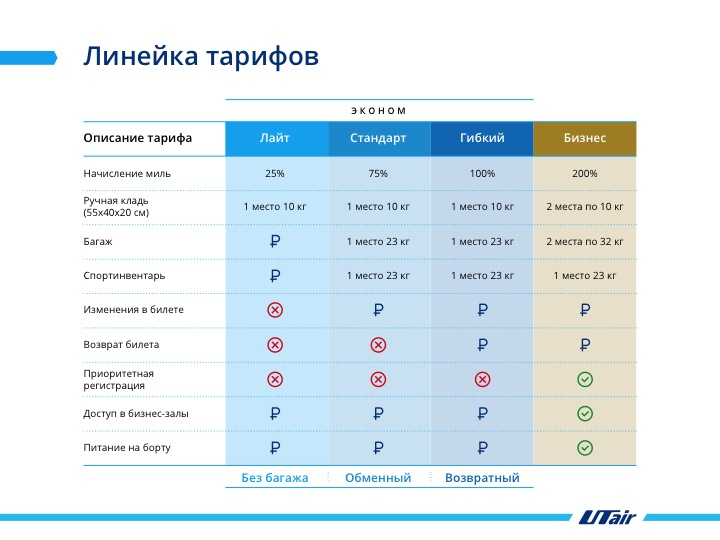 Линейка тарифов
эконом
Описание тарифа Лайт Стандарт Гибкий Бизнес
Начисление миль 25% 75% 100% 200%
Ручная кладь
(55х40х20 см) 1 место 10 кг 1 место 10 кг 1 место 10 кг 2 места по 10 кг
Багаж ₽ 1 место 23 кг 1 место 23 кг 2 места по 32 кг
Спортинвентарь ₽ 1 место 23 кг 1 место 23 кг 1 место 23 кг
Изменения в билете ₽ ₽ ₽
Возврат билета ₽ ₽
Приоритетная
регистрация
Доступ в бизнес-залы ₽ ₽ ₽
Питание на борту ₽ ₽ ₽
Без багажа Обменный Возвратный
UTair